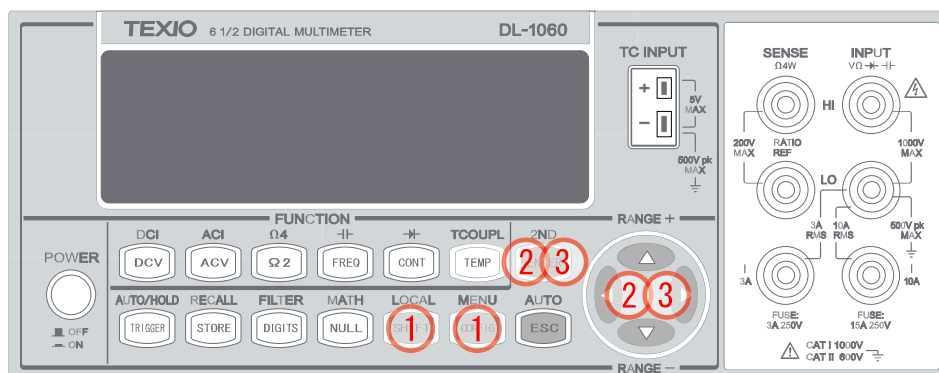 TEXIO 6 1/2 DIGITAL MULTIMETER DL-1060
TC INPUT
+
−
5V
MAX
500V pk
MAX
SENSE
Ω4W
INPUT
VΩ
HI
200V
MAX
RATIO
REF
1000V
MAX
LO
3A
RMS
10A
RMS
500V pk
MAX
3A
10A
FUSE:
3A 250V
FUSE:
15A 250V
CAT I 1000V
CAT II 600V
FUNCTION
POWER
OFF
ON
DCI ACI Ω4 TCOUPL 2ND
DCV ACV Ω2 FREQ CONT TEMP 2 3
AUTO/HOLD RECALL FILTER MATH LOCAL MENU AUTO
TRIGGER STORE DIGITS NULL SHIFT 1 CONFIG 1 ESC
RANGE +
2 3
RANGE −